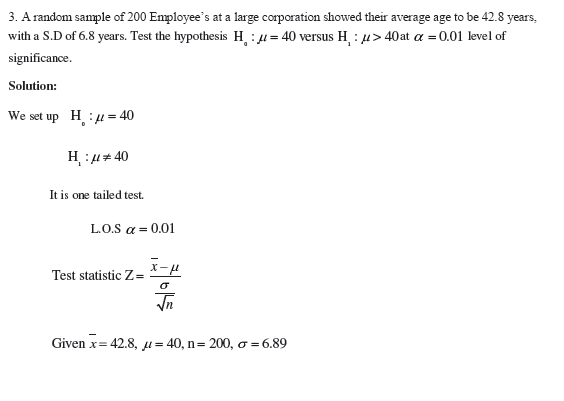 3. A random sample of 200 Employee’s at a large corporation showed their average age to be 42.8 years,
with a S.D of 6.8 years. Test the hypothesis H₀ : μ = 40 versus H₁ : μ > 40 at α = 0.01 level of
significance.
Solution:
We set up H₀ : μ = 40
H₁ : μ ≠ 40
It is one tailed test.
L.O.S α = 0.01
Test statistic Z = (x̅ − μ) / (σ / √n)
Given x̅ = 42.8, μ = 40, n = 200, σ = 6.89